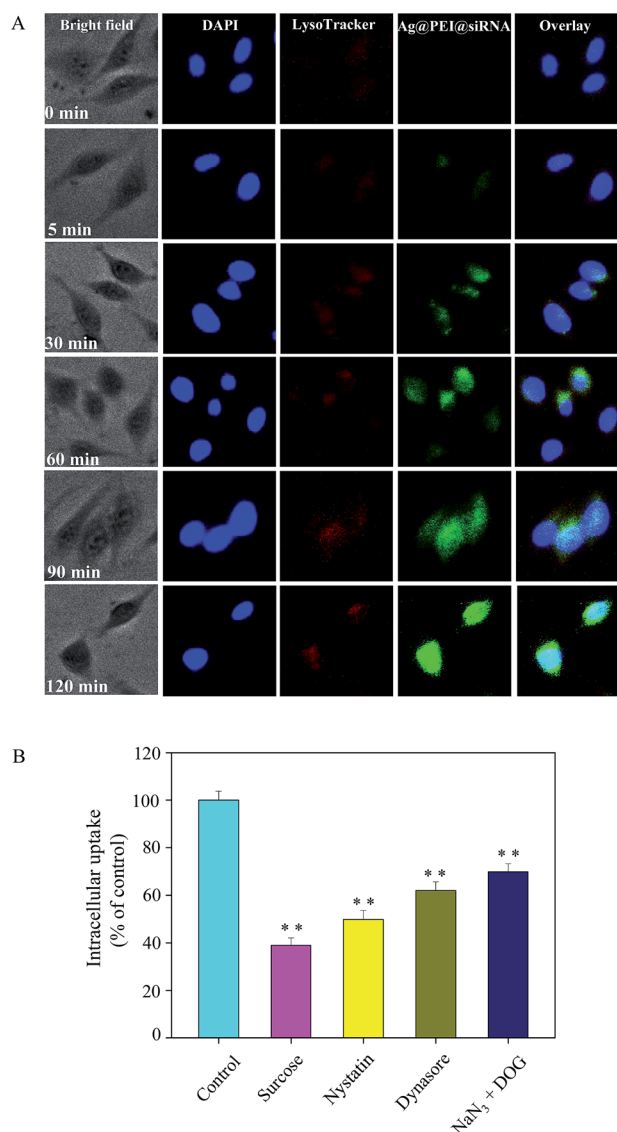 A
Bright field DAPI LysoTracker Ag@PEI@siRNA Overlay
0 min
5 min
30 min
60 min
90 min
120 min
B
Intracellular uptake
(% of control)
120
100
80
60
40
20
0
**
**
**
**
Control Surcose Nystatin Dynasore NaN₃ + DOG